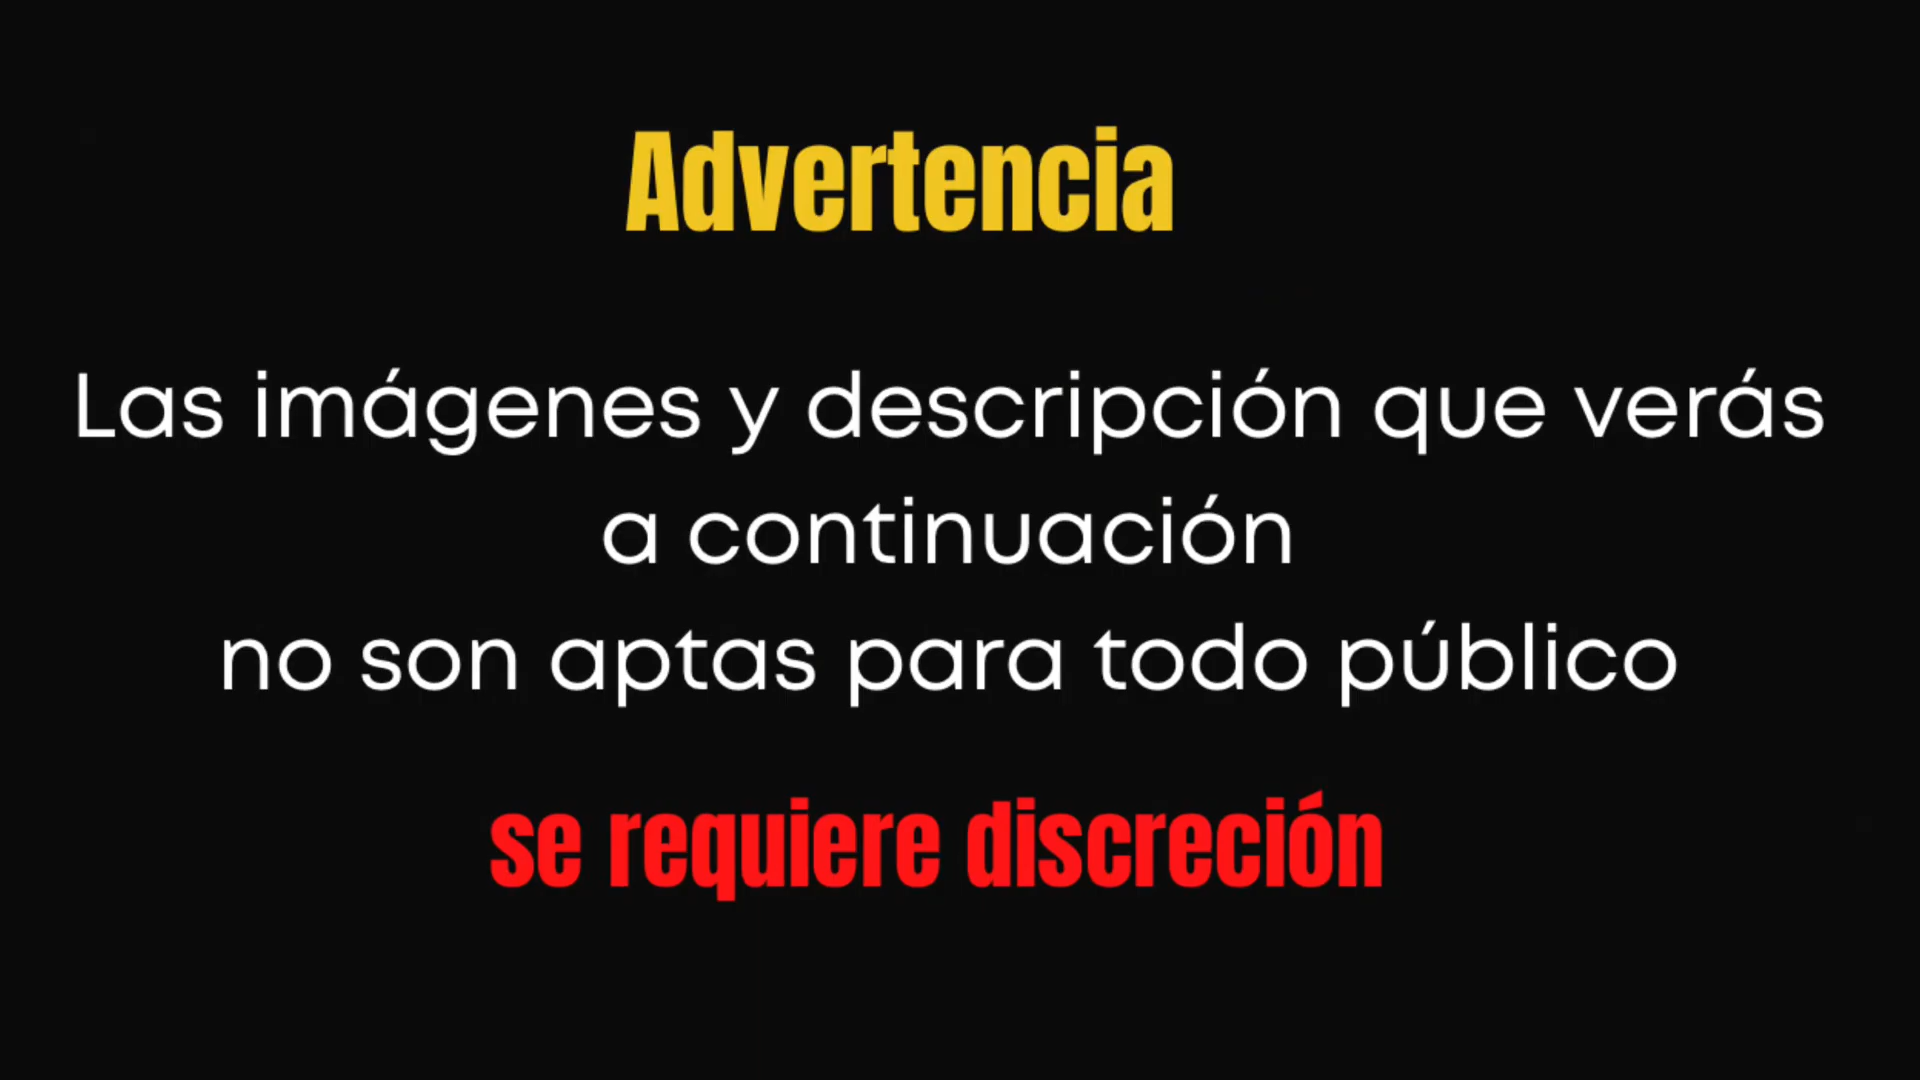 Advertencia
Las imágenes y descripción que verás
a continuación
no son aptas para todo público
se requiere discreción